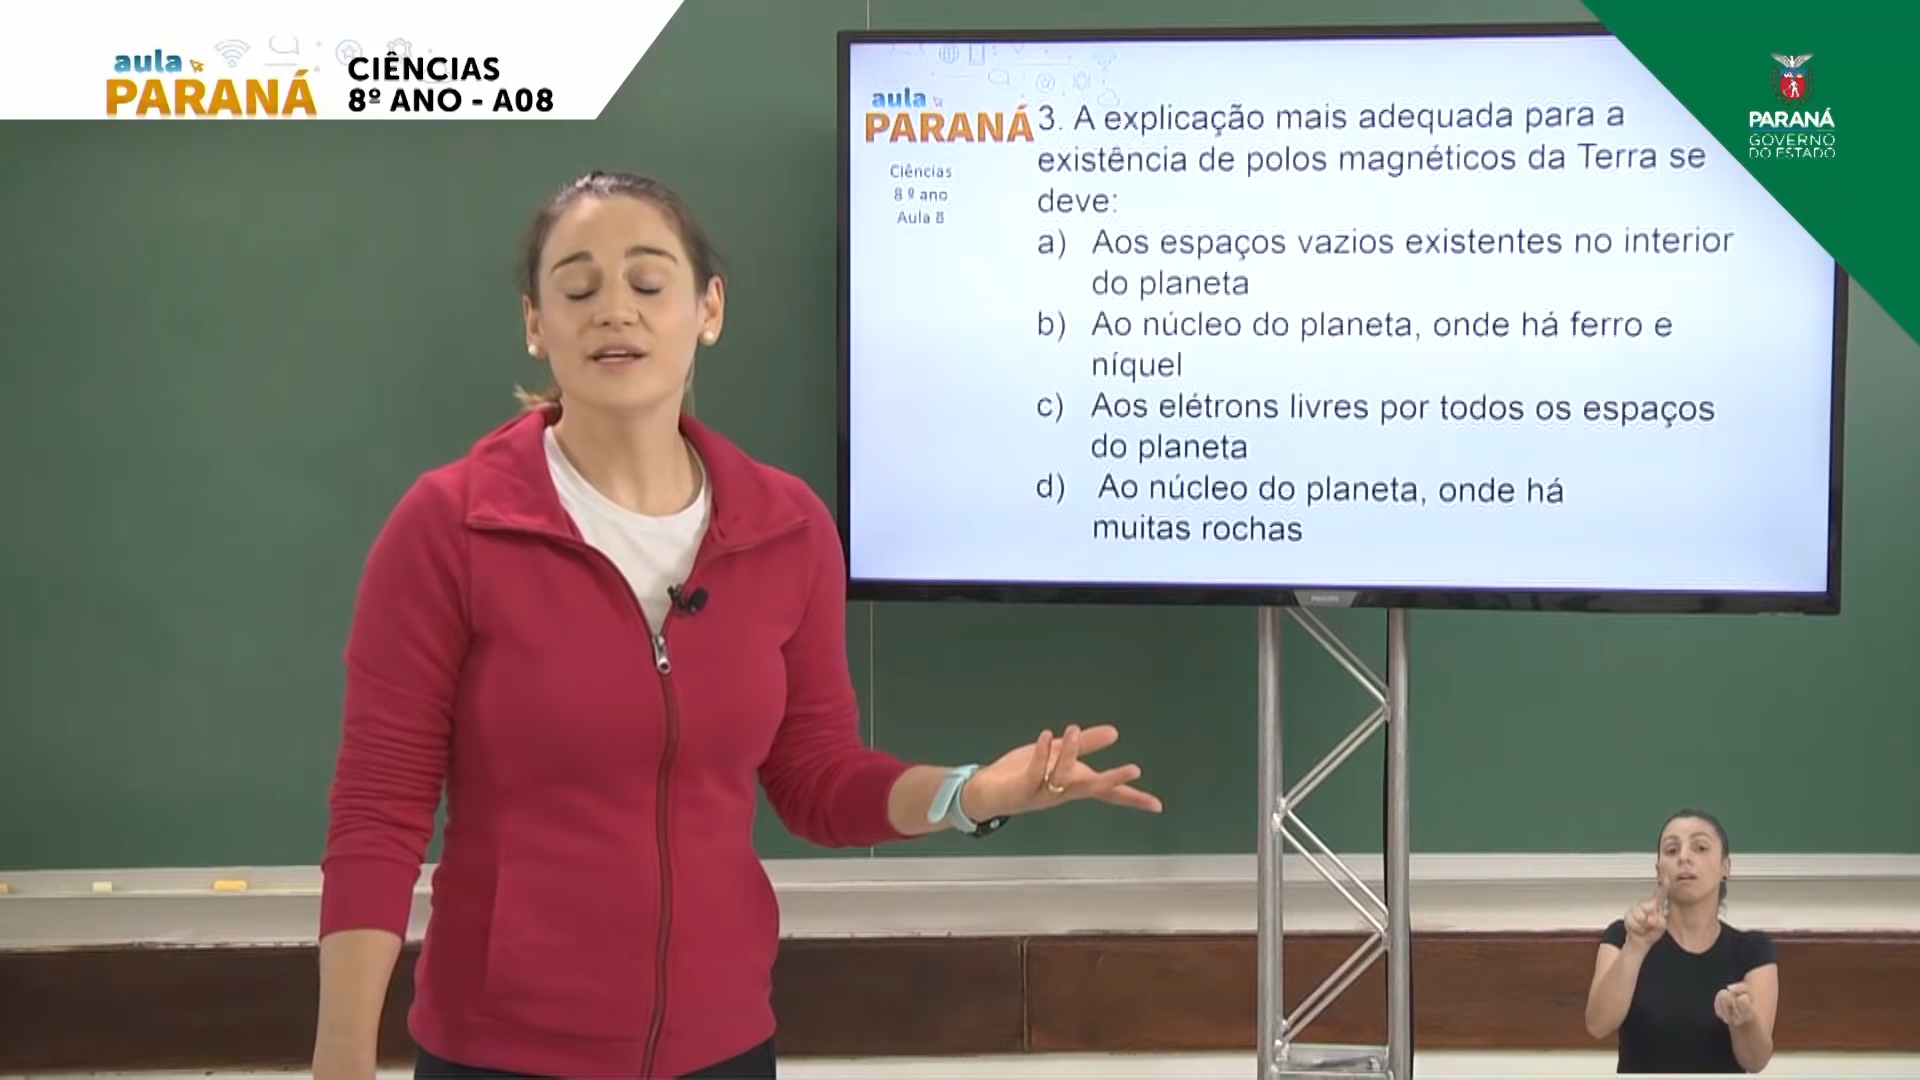 aula
PARANÁ
CIÊNCIAS
8º ANO - A08
aula
PARANÁ
Ciências
8 º ano
Aula 8
3. A explicação mais adequada para a
existência de polos magnéticos da Terra se
deve:
a) Aos espaços vazios existentes no interior
do planeta
b) Ao núcleo do planeta, onde há ferro e
níquel
c) Aos elétrons livres por todos os espaços
do planeta
d) Ao núcleo do planeta, onde há
muitas rochas
PARANÁ
GOVERNO
DO ESTADO
PHILIPS